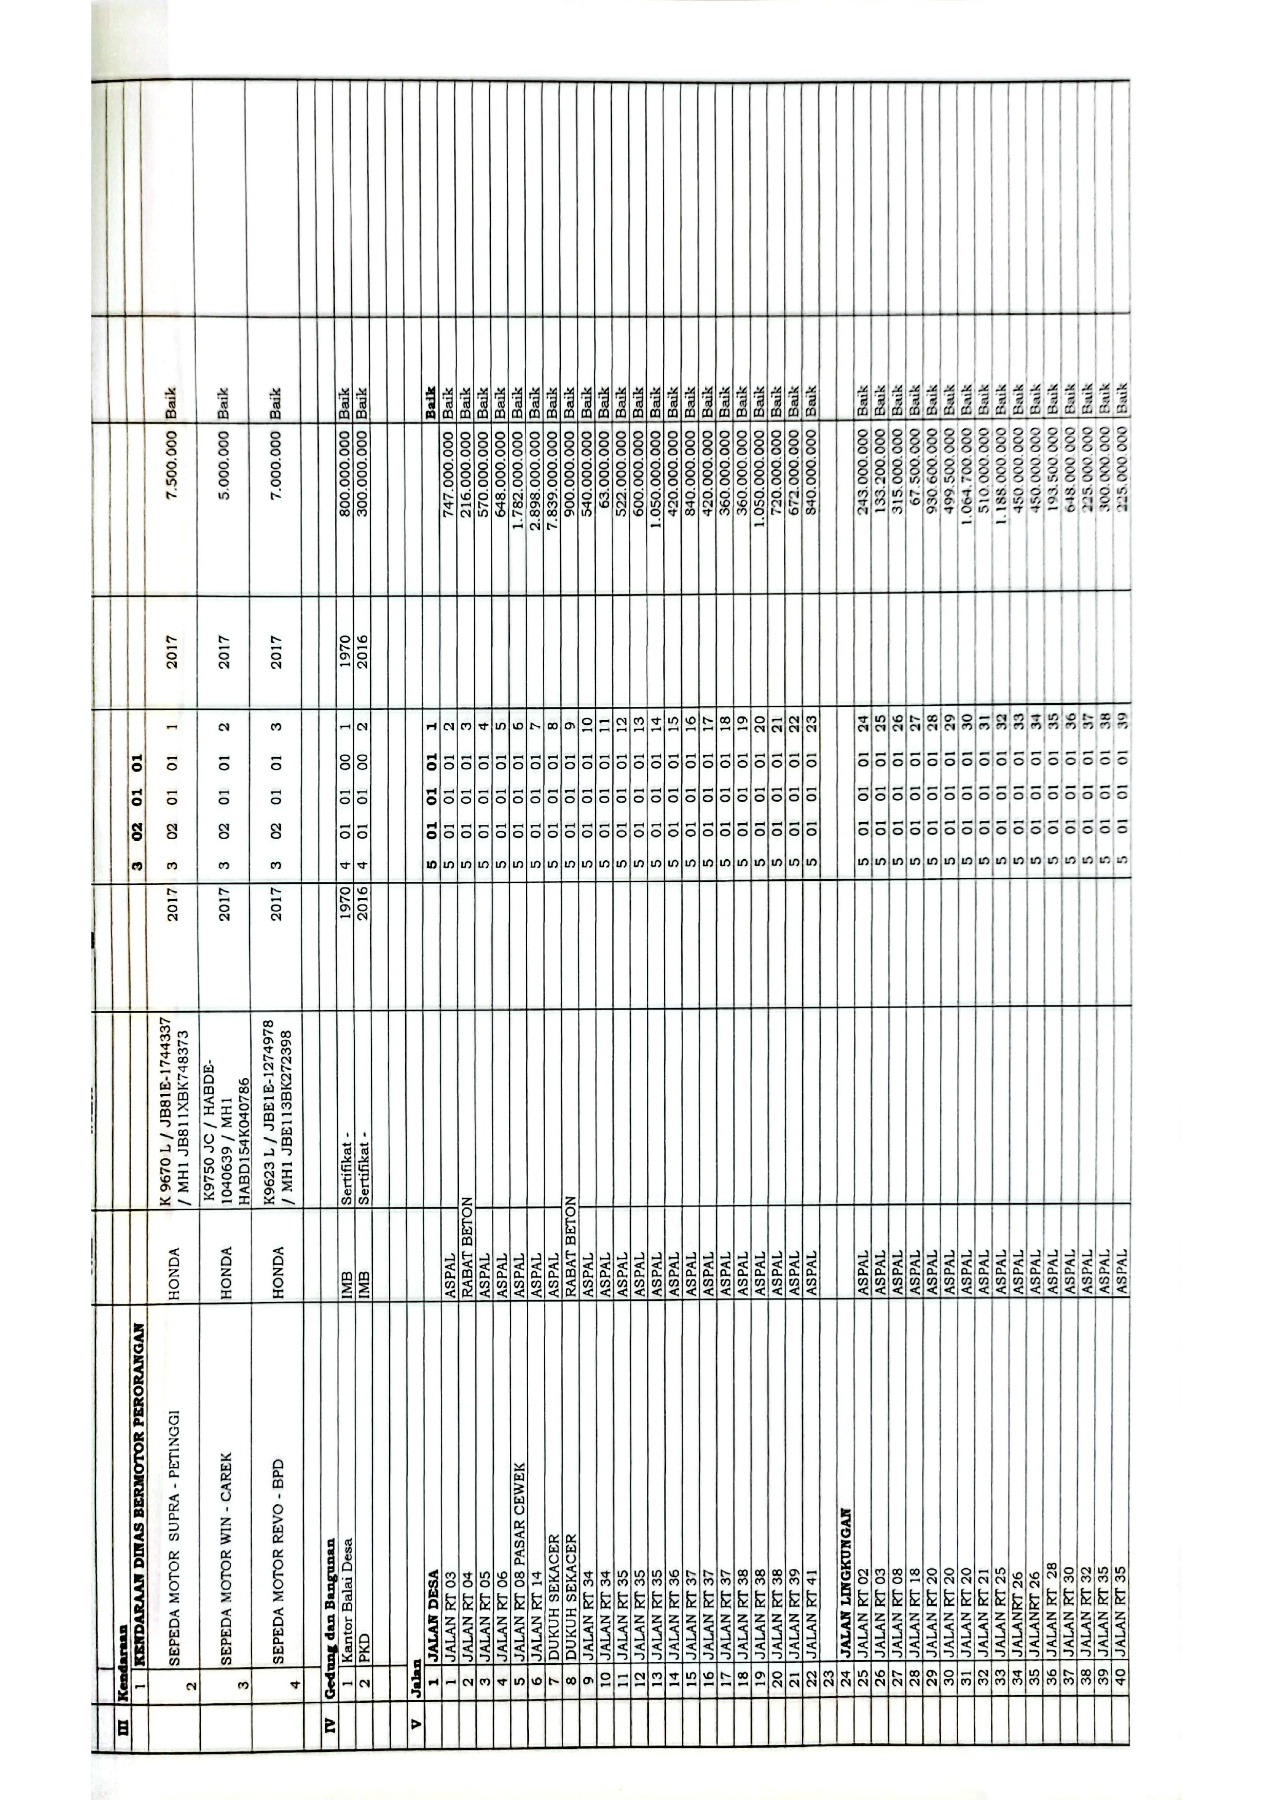 III Kendaraan
1 KENDARAAN DINAS BERMOTOR PERORANGAN 3 02 01 01
2 SEPEDA MOTOR SUPRA - PETINGGI HONDA K 9670 L / JB81E-1744337 / MH1 JB811XBK748373 2017 3 02 01 01 1 2017 7.500.000 Baik
3 SEPEDA MOTOR WIN - CAREK HONDA K9750 JC / HABDE-1040639 / MH1 HABD154K040786 2017 3 02 01 01 2 2017 5.000.000 Baik
4 SEPEDA MOTOR REVO - BPD HONDA K9623 L / JBE1E-1274978 / MH1 JBE113BK272398 2017 3 02 01 01 3 2017 7.000.000 Baik
IV Gedung dan Bangunan
1 Kantor Balai Desa IMB Sertifikat - 1970 4 01 01 00 1 1970 800.000.000 Baik
2 PKD IMB Sertifikat - 2016 4 01 01 00 2 2016 300.000.000 Baik
V Jalan
1 JALAN DESA 5 01 01 01 1 Baik
1 JALAN RT 03 ASPAL 5 01 01 01 2 747.000.000 Baik
2 JALAN RT 04 RABAT BETON 5 01 01 01 3 216.000.000 Baik
3 JALAN RT 05 ASPAL 5 01 01 01 4 570.000.000 Baik
4 JALAN RT 06 ASPAL 5 01 01 01 5 648.000.000 Baik
5 JALAN RT 08 PASAR CEWEK ASPAL 5 01 01 01 6 1.782.000.000 Baik
6 JALAN RT 14 ASPAL 5 01 01 01 7 2.898.000.000 Baik
7 DUKUH SEKACER ASPAL 5 01 01 01 8 7.839.000.000 Baik
8 DUKUH SEKACER RABAT BETON 5 01 01 01 9 900.000.000 Baik
9 JALAN RT 34 ASPAL 5 01 01 01 10 540.000.000 Baik
10 JALAN RT 34 ASPAL 5 01 01 01 11 63.000.000 Baik
11 JALAN RT 35 ASPAL 5 01 01 01 12 522.000.000 Baik
12 JALAN RT 35 ASPAL 5 01 01 01 13 600.000.000 Baik
13 JALAN RT 35 ASPAL 5 01 01 01 14 1.050.000.000 Baik
14 JALAN RT 36 ASPAL 5 01 01 01 15 420.000.000 Baik
15 JALAN RT 37 ASPAL 5 01 01 01 16 840.000.000 Baik
16 JALAN RT 37 ASPAL 5 01 01 01 17 420.000.000 Baik
17 JALAN RT 37 ASPAL 5 01 01 01 18 360.000.000 Baik
18 JALAN RT 38 ASPAL 5 01 01 01 19 360.000.000 Baik
19 JALAN RT 38 ASPAL 5 01 01 01 20 1.050.000.000 Baik
20 JALAN RT 38 ASPAL 5 01 01 01 21 720.000.000 Baik
21 JALAN RT 39 ASPAL 5 01 01 01 22 672.000.000 Baik
22 JALAN RT 41 ASPAL 5 01 01 01 23 840.000.000 Baik
23
24 JALAN LINGKUNGAN
25 JALAN RT 02 ASPAL 5 01 01 01 24 243.000.000 Baik
26 JALAN RT 03 ASPAL 5 01 01 01 25 133.200.000 Baik
27 JALAN RT 08 ASPAL 5 01 01 01 26 315.000.000 Baik
28 JALAN RT 18 ASPAL 5 01 01 01 27 67.500.000 Baik
29 JALAN RT 20 ASPAL 5 01 01 01 28 930.600.000 Baik
30 JALAN RT 20 ASPAL 5 01 01 01 29 499.500.000 Baik
31 JALAN RT 20 ASPAL 5 01 01 01 30 1.064.700.000 Baik
32 JALAN RT 21 ASPAL 5 01 01 01 31 510.000.000 Baik
33 JALAN RT 25 ASPAL 5 01 01 01 32 1.188.000.000 Baik
34 JALANRT 26 ASPAL 5 01 01 01 33 450.000.000 Baik
35 JALANRT 26 ASPAL 5 01 01 01 34 450.000.000 Baik
36 JALAN RT 28 ASPAL 5 01 01 01 35 193.500.000 Baik
37 JALAN RT 30 ASPAL 5 01 01 01 36 648.000.000 Baik
38 JALAN RT 32 ASPAL 5 01 01 01 37 225.000.000 Baik
39 JALAN RT 35 ASPAL 5 01 01 01 38 300.000.000 Baik
40 JALAN RT 35 ASPAL 5 01 01 01 39 225.000.000 Baik